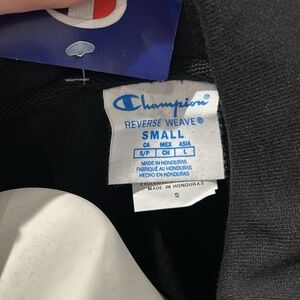 Champion
REVERSE WEAVE®
SMALL
CA MEX ASIA
S/P CH L
MADE IN HONDURAS
FABRIQUÉ AU HONDURAS
HECHO EN HONDURAS
MADE IN HONDURAS
S